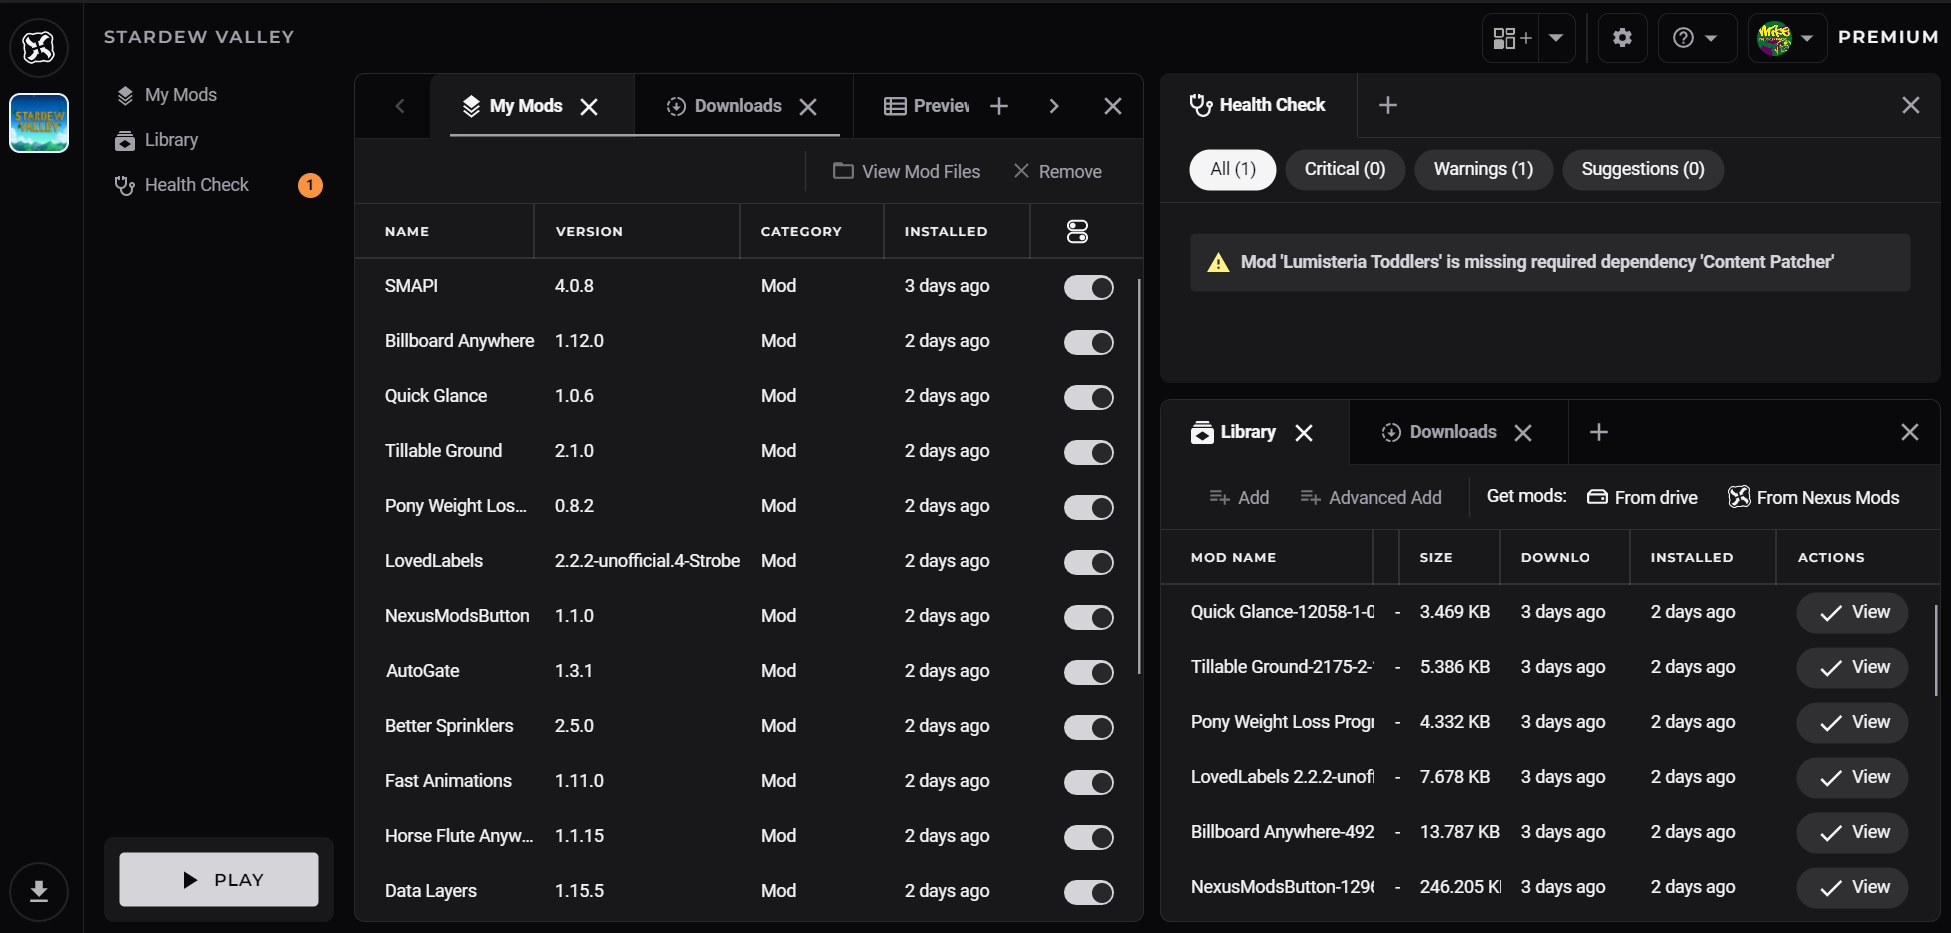 STARDEW VALLEY
PREMIUM
STARDEW VALLEY
My Mods
Library
Health Check 1
PLAY
My Mods Downloads Preview
View Mod Files Remove
NAME VERSION CATEGORY INSTALLED
SMAPI 4.0.8 Mod 3 days ago
Billboard Anywhere 1.12.0 Mod 2 days ago
Quick Glance 1.0.6 Mod 2 days ago
Tillable Ground 2.1.0 Mod 2 days ago
Pony Weight Los... 0.8.2 Mod 2 days ago
LovedLabels 2.2.2-unofficial.4-Strobe Mod 2 days ago
NexusModsButton 1.1.0 Mod 2 days ago
AutoGate 1.3.1 Mod 2 days ago
Better Sprinklers 2.5.0 Mod 2 days ago
Fast Animations 1.11.0 Mod 2 days ago
Horse Flute Anyw... 1.1.15 Mod 2 days ago
Data Layers 1.15.5 Mod 2 days ago
Health Check
All (1) Critical (0) Warnings (1) Suggestions (0)
Mod 'Lumisteria Toddlers' is missing required dependency 'Content Patcher'
Library Downloads
Add Advanced Add Get mods: From drive From Nexus Mods
MOD NAME SIZE DOWNLO INSTALLED ACTIONS
Quick Glance-12058-1-0 - 3.469 KB 3 days ago 2 days ago View
Tillable Ground-2175-2- - 5.386 KB 3 days ago 2 days ago View
Pony Weight Loss Progr - 4.332 KB 3 days ago 2 days ago View
LovedLabels 2.2.2-unoff - 7.678 KB 3 days ago 2 days ago View
Billboard Anywhere-492 - 13.787 KB 3 days ago 2 days ago View
NexusModsButton-1296 - 246.205 K 3 days ago 2 days ago View